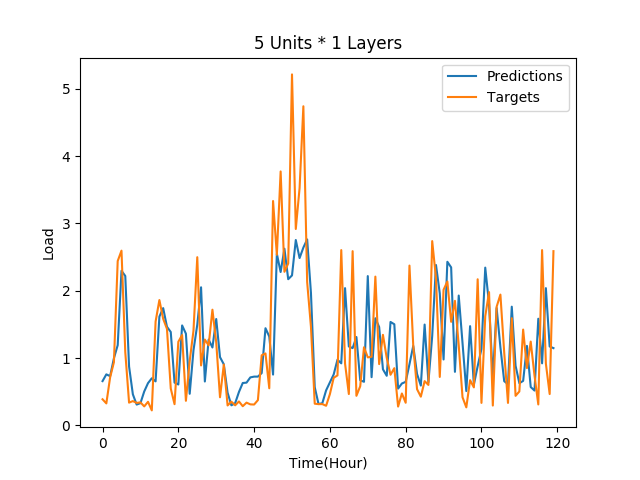 5 Units * 1 Layers
Predictions
Targets
Load
5
4
3
2
1
0
0 20 40 60 80 100 120
Time(Hour)